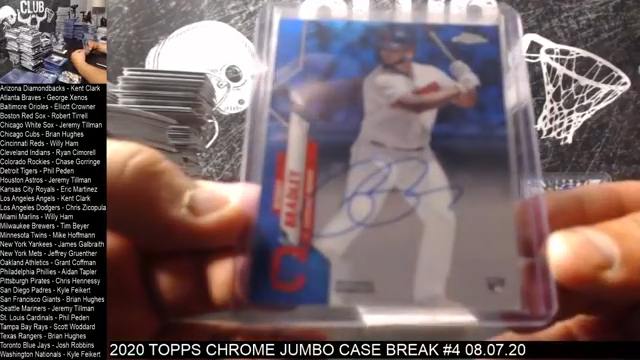 CLUB
Arizona Diamondbacks - Kent Clark
Atlanta Braves - George Xenos
Baltimore Orioles - Elliott Crowner
Boston Red Sox - Robert Tirrell
Chicago White Sox - Jeremy Tillman
Chicago Cubs - Brian Hughes
Cincinnati Reds - Willy Ham
Cleveland Indians - Ryan Cimorell
Colorado Rockies - Chase Gorringe
Detroit Tigers - Phil Peden
Houston Astros - Jeremy Tillman
Kansas City Royals - Eric Martinez
Los Angeles Angels - Kent Clark
Los Angeles Dodgers - Chris Zicopula
Miami Marlins - Willy Ham
Milwaukee Brewers - Tim Beyer
Minnesota Twins - Mike Hoffmann
New York Yankees - James Galbraith
New York Mets - Jeffrey Gruenther
Oakland Athletics - Grant Coffman
Philadelphia Phillies - Aidan Tapler
Pittsburgh Pirates - Chris Hennessy
San Diego Padres - Kyle Feikert
San Francisco Giants - Brian Hughes
Seattle Mariners - Jeremy Tillman
St. Louis Cardinals - Phil Peden
Tampa Bay Rays - Scott Woddard
Texas Rangers - Brian Hughes
Toronto Blue Jays - Josh Robbins
Washington Nationals - Kyle Feikert
BRADLEY
2020 TOPPS CHROME JUMBO CASE BREAK #4 08.07.20